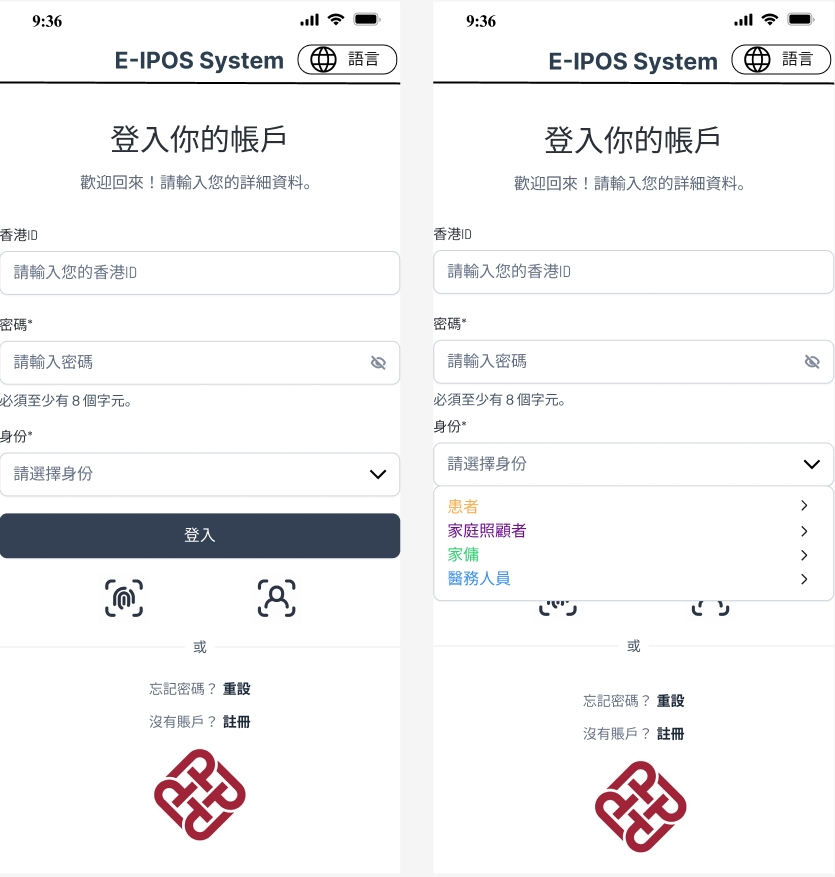 9:36
E-IPOS System
語言
登入你的帳戶
歡迎回來！請輸入您的詳細資料。
香港ID
請輸入您的香港ID
密碼*
請輸入密碼
必須至少有 8 個字元。
身份*
請選擇身份
登入
或
忘記密碼？ 重設
沒有賬戶？ 註冊
9:36
E-IPOS System
語言
登入你的帳戶
歡迎回來！請輸入您的詳細資料。
香港ID
請輸入您的香港ID
密碼*
請輸入密碼
必須至少有 8 個字元。
身份*
請選擇身份
患者
家庭照顧者
家傭
醫務人員
或
忘記密碼？ 重設
沒有賬戶？ 註冊